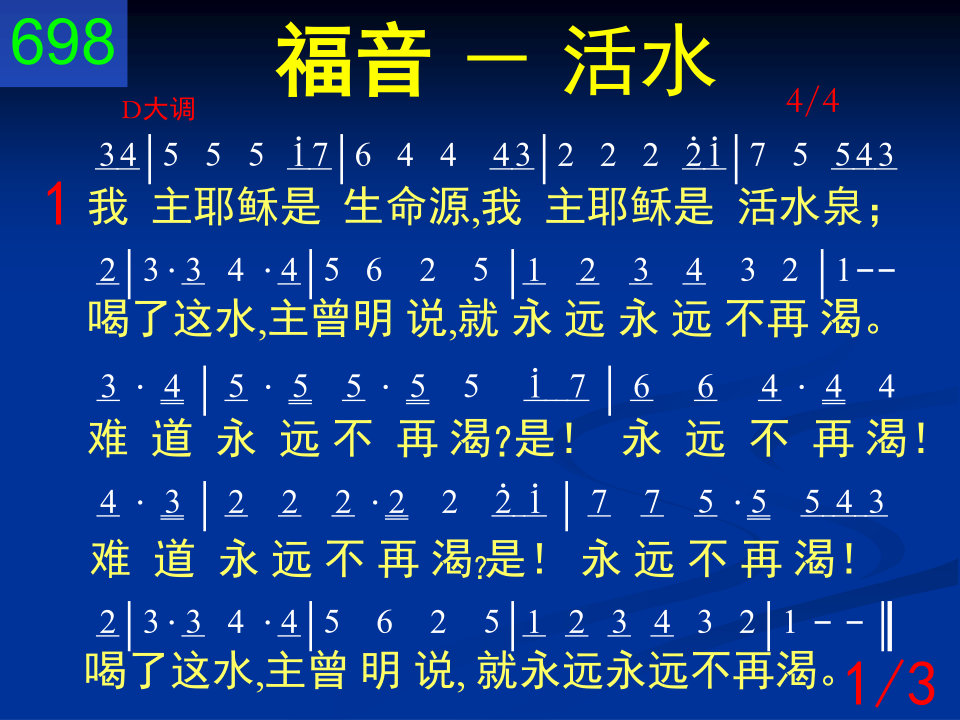 698
福音 － 活水
D大调
4/4
34|5 5 5 i7|6 4 4 43|2 2 2 2̇i|7 5 543
1
我 主耶稣是 生命源,我 主耶稣是 活水泉；
2|3·3 4·4|5 6 2 5|1 2 3 4 3 2|1--
喝了这水,主曾明 说,就 永 远 永 远 不再 渴。
3·4|5·5 5·5 5 i7|6 6 4·4 4
难 道 永 远 不 再 渴?是！ 永 远 不 再 渴！
4·3|2 2 2·2 2 2̇i|7 7 5·5 543
难 道 永 远 不 再 渴?是！ 永 远 不 再 渴！
2|3·3 4·4|5 6 2 5|1 2 3 4 3 2|1 - - ‖
喝了这水,主曾 明 说, 就永远永远不再渴。
1/3